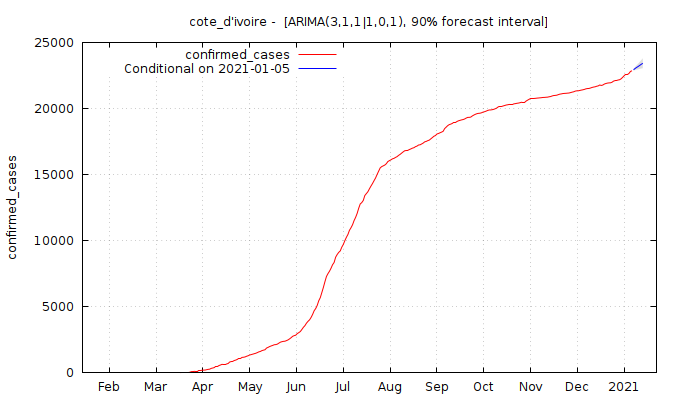 cote_d'ivoire - [ARIMA(3,1,1|1,0,1), 90% forecast interval]
confirmed_cases
Conditional on 2021-01-05
25000
20000
15000
10000
5000
0
confirmed_cases
Feb Mar Apr May Jun Jul Aug Sep Oct Nov Dec 2021